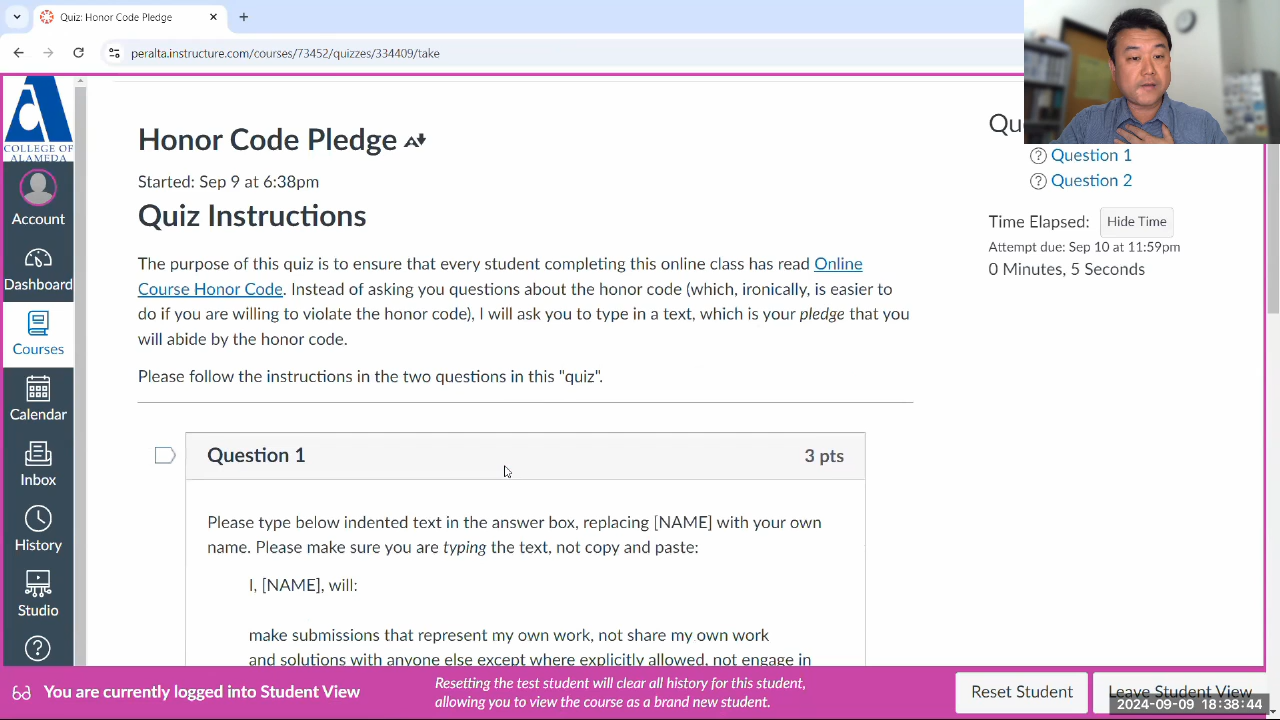 Quiz: Honor Code Pledge
peralta.instructure.com/courses/73452/quizzes/334409/take
COLLEGE OF
ALAMEDA
Account
Dashboard
Courses
Calendar
Inbox
History
Studio
Honor Code Pledge
Started: Sep 9 at 6:38pm
Quiz Instructions
The purpose of this quiz is to ensure that every student completing this online class has read Online
Course Honor Code. Instead of asking you questions about the honor code (which, ironically, is easier to
do if you are willing to violate the honor code), I will ask you to type in a text, which is your pledge that you
will abide by the honor code.
Please follow the instructions in the two questions in this "quiz".
Question 1
3 pts
Please type below indented text in the answer box, replacing [NAME] with your own
name. Please make sure you are typing the text, not copy and paste:
I, [NAME], will:
make submissions that represent my own work, not share my own work
and solutions with anyone else except where explicitly allowed, not engage in
Qu
Question 1
Question 2
Time Elapsed:
Hide Time
Attempt due: Sep 10 at 11:59pm
0 Minutes, 5 Seconds
You are currently logged into Student View
Resetting the test student will clear all history for this student,
allowing you to view the course as a brand new student.
Reset Student
Leave Student View
2024-09-09 18:38:44